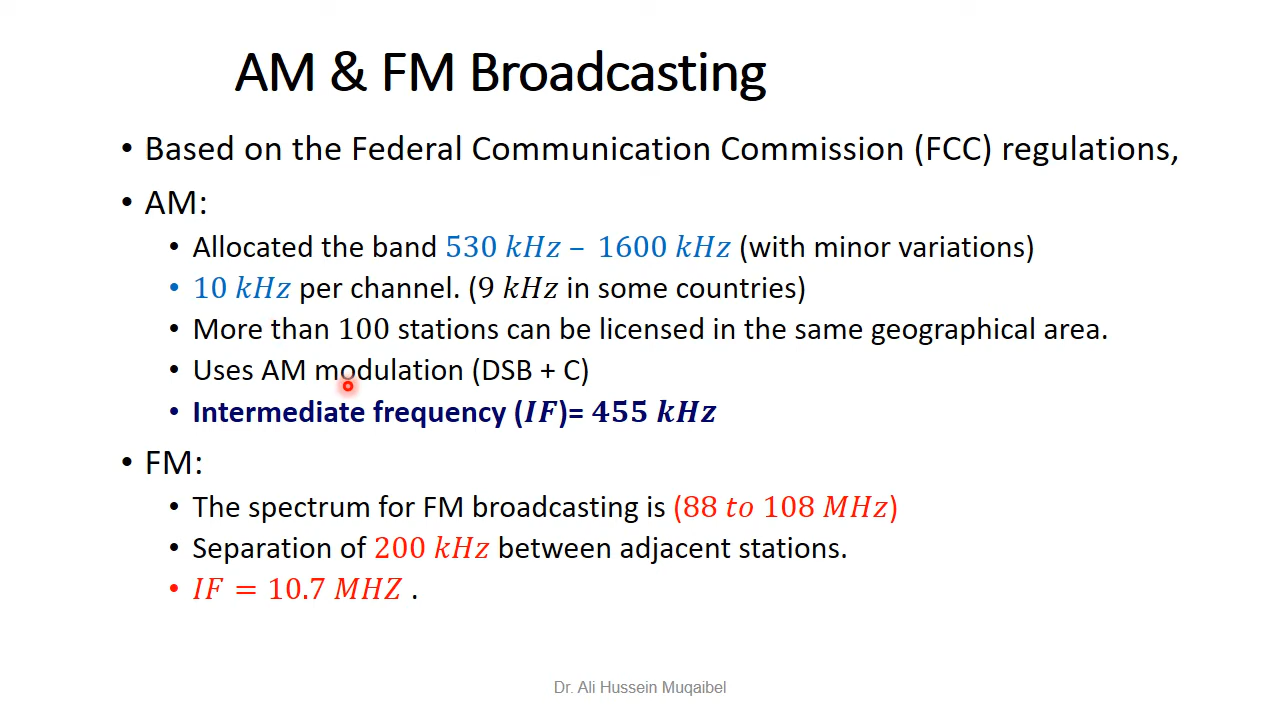 AM & FM Broadcasting
• Based on the Federal Communication Commission (FCC) regulations,
• AM:
• Allocated the band 530 kHz – 1600 kHz (with minor variations)
• 10 kHz per channel. (9 kHz in some countries)
• More than 100 stations can be licensed in the same geographical area.
• Uses AM modulation (DSB + C)
• Intermediate frequency (IF)= 455 kHz
• FM:
• The spectrum for FM broadcasting is (88 to 108 MHz)
• Separation of 200 kHz between adjacent stations.
• IF = 10.7 MHZ .
Dr. Ali Hussein Muqaibel